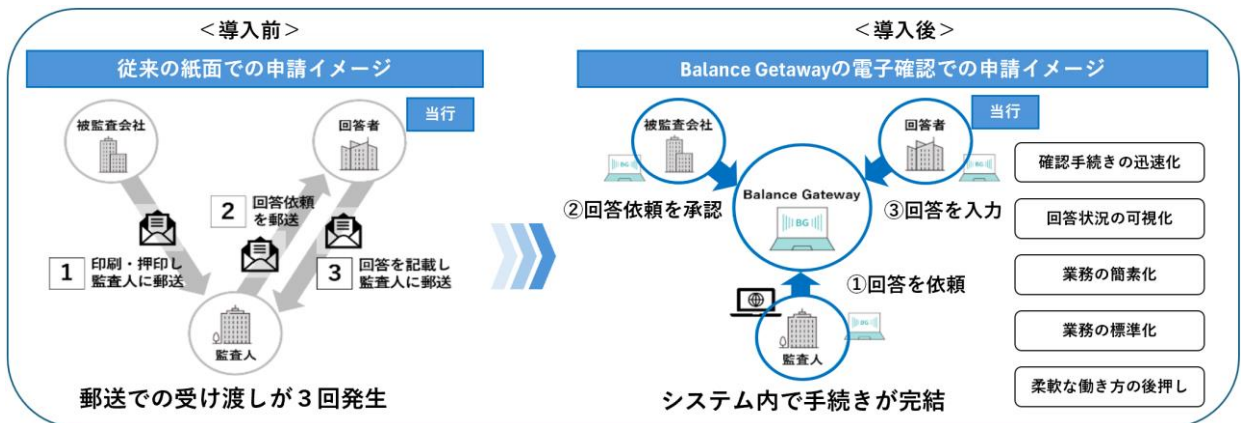 ＜導入前＞
従来の紙面での申請イメージ
当行
被監査会社
回答者
2
回答依頼
を郵送
1
印刷・押印し
監査人に郵送
3
回答を記載し
監査人に郵送
監査人
郵送での受け渡しが３回発生
＜導入後＞
Balance Getawayの電子確認での申請イメージ
当行
被監査会社
回答者
BG
BG
Balance Gateway
BG
②回答依頼を承認
③回答を入力
①回答を依頼
BG
監査人
システム内で手続きが完結
確認手続きの迅速化
回答状況の可視化
業務の簡素化
業務の標準化
柔軟な働き方の後押し